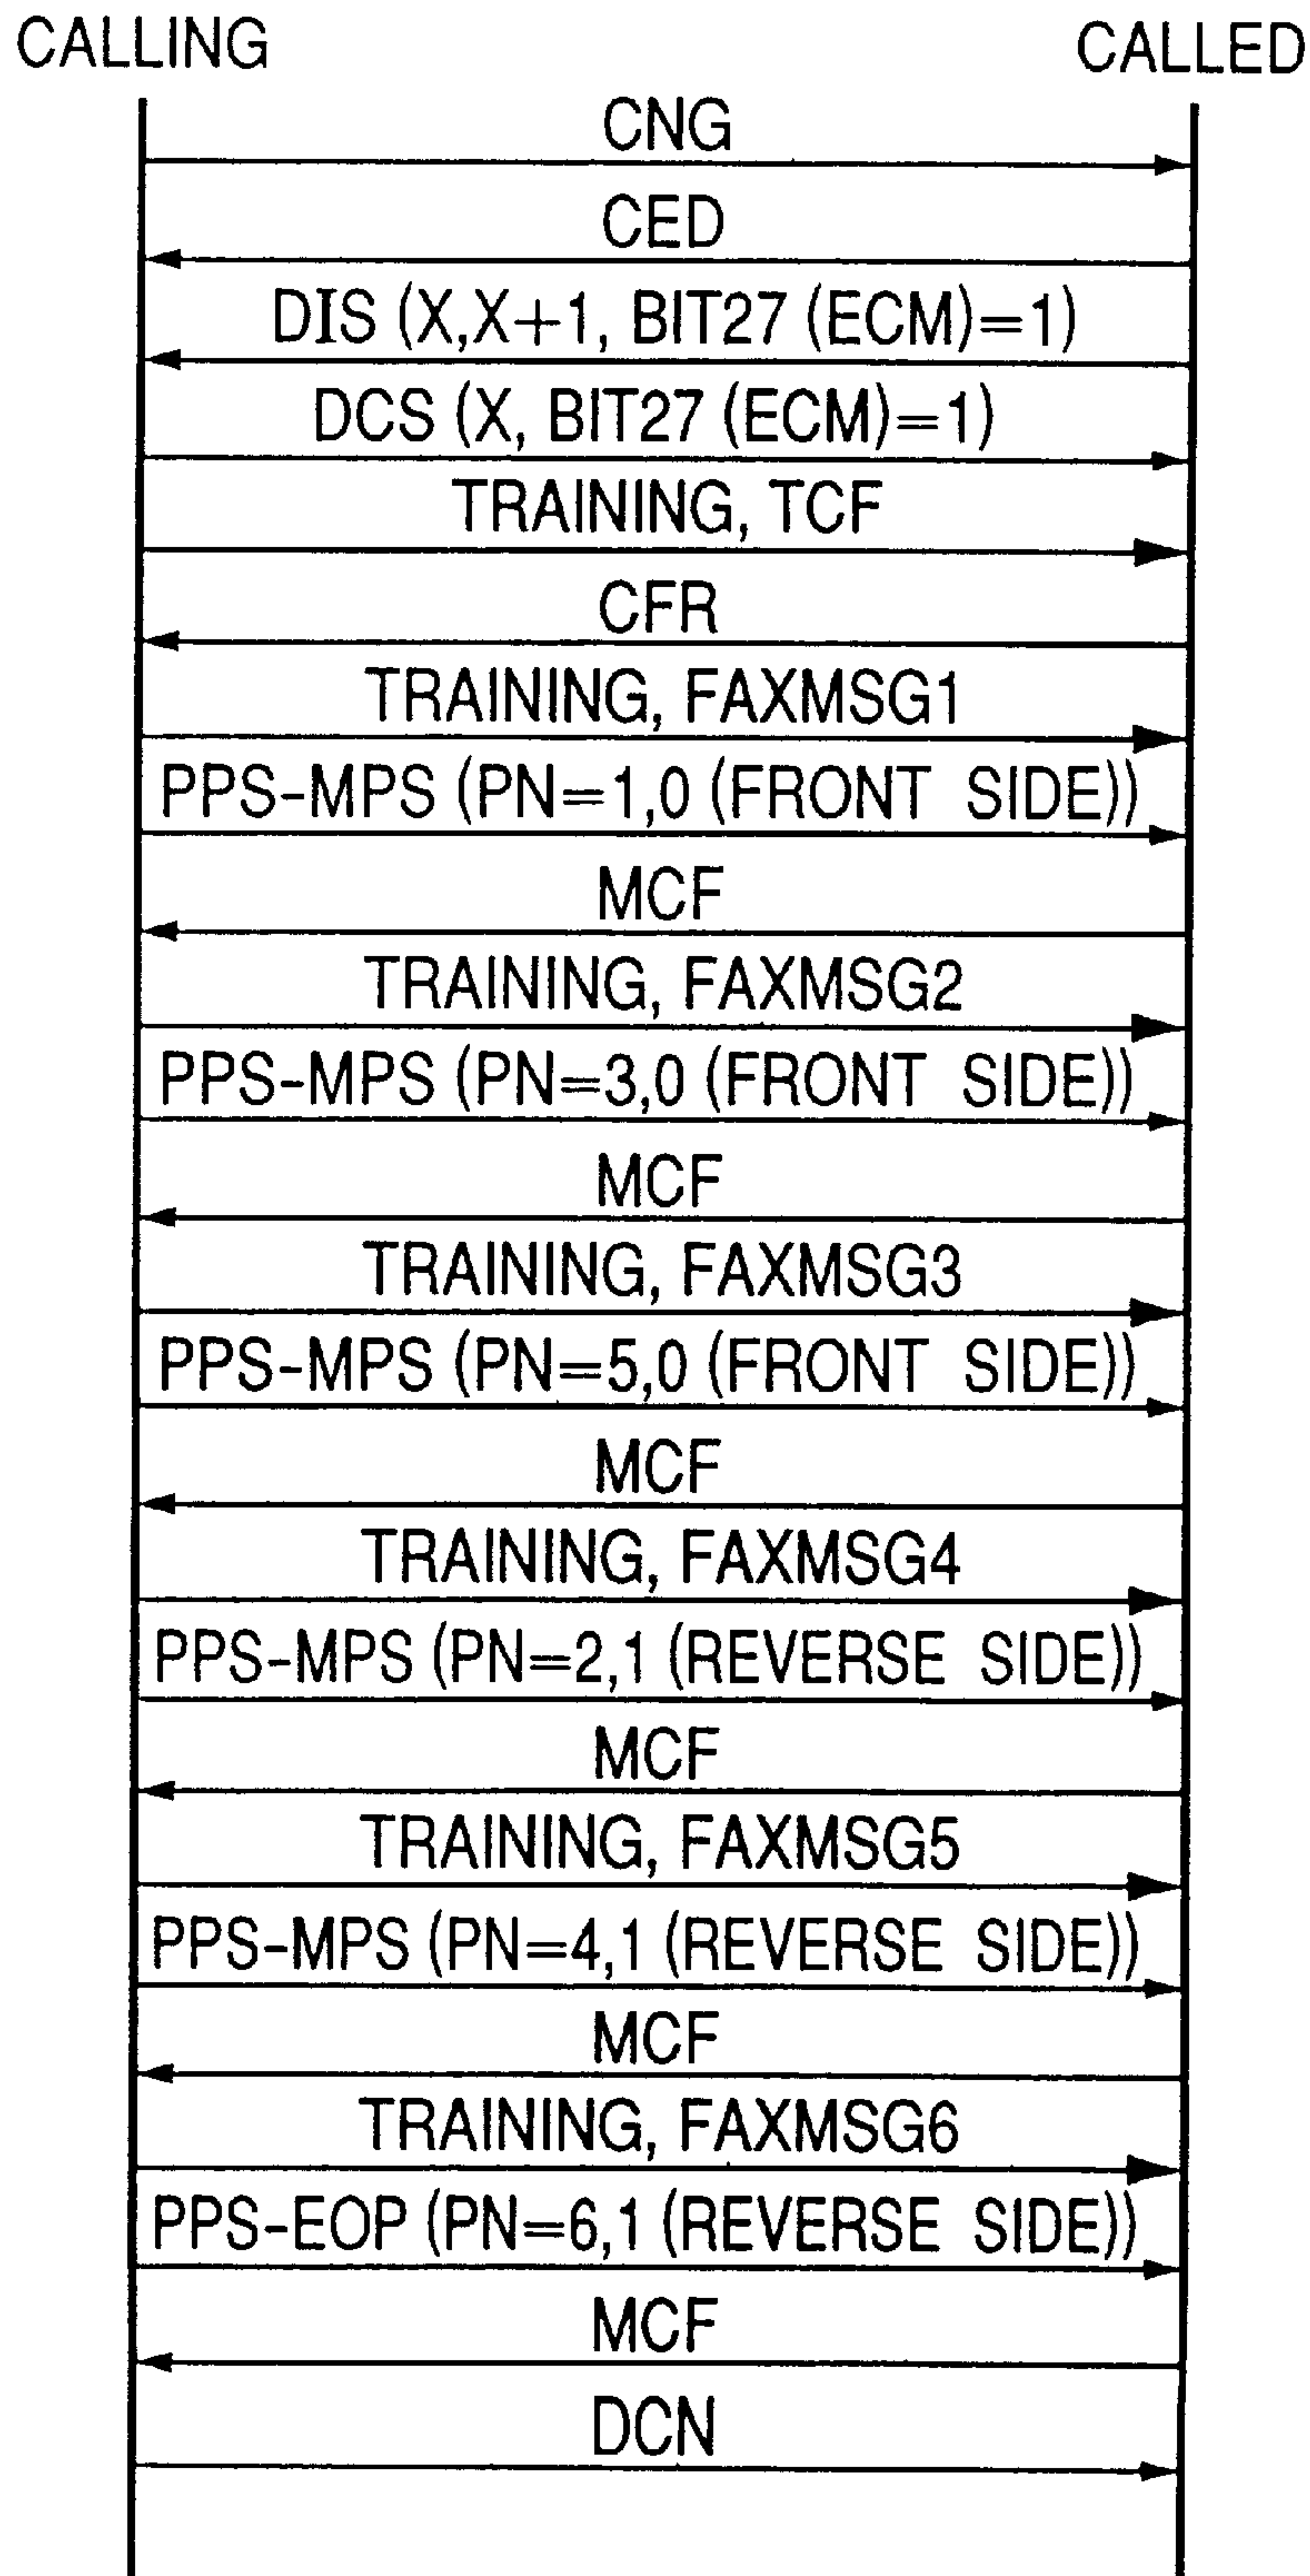 CALLING CALLED
CNG
CED
DIS (X,X+1, BIT27 (ECM)=1)
DCS (X, BIT27 (ECM)=1)
TRAINING, TCF
CFR
TRAINING, FAXMSG1
PPS-MPS (PN=1,0 (FRONT SIDE))
MCF
TRAINING, FAXMSG2
PPS-MPS (PN=3,0 (FRONT SIDE))
MCF
TRAINING, FAXMSG3
PPS-MPS (PN=5,0 (FRONT SIDE))
MCF
TRAINING, FAXMSG4
PPS-MPS (PN=2,1 (REVERSE SIDE))
MCF
TRAINING, FAXMSG5
PPS-MPS (PN=4,1 (REVERSE SIDE))
MCF
TRAINING, FAXMSG6
PPS-EOP (PN=6,1 (REVERSE SIDE))
MCF
DCN